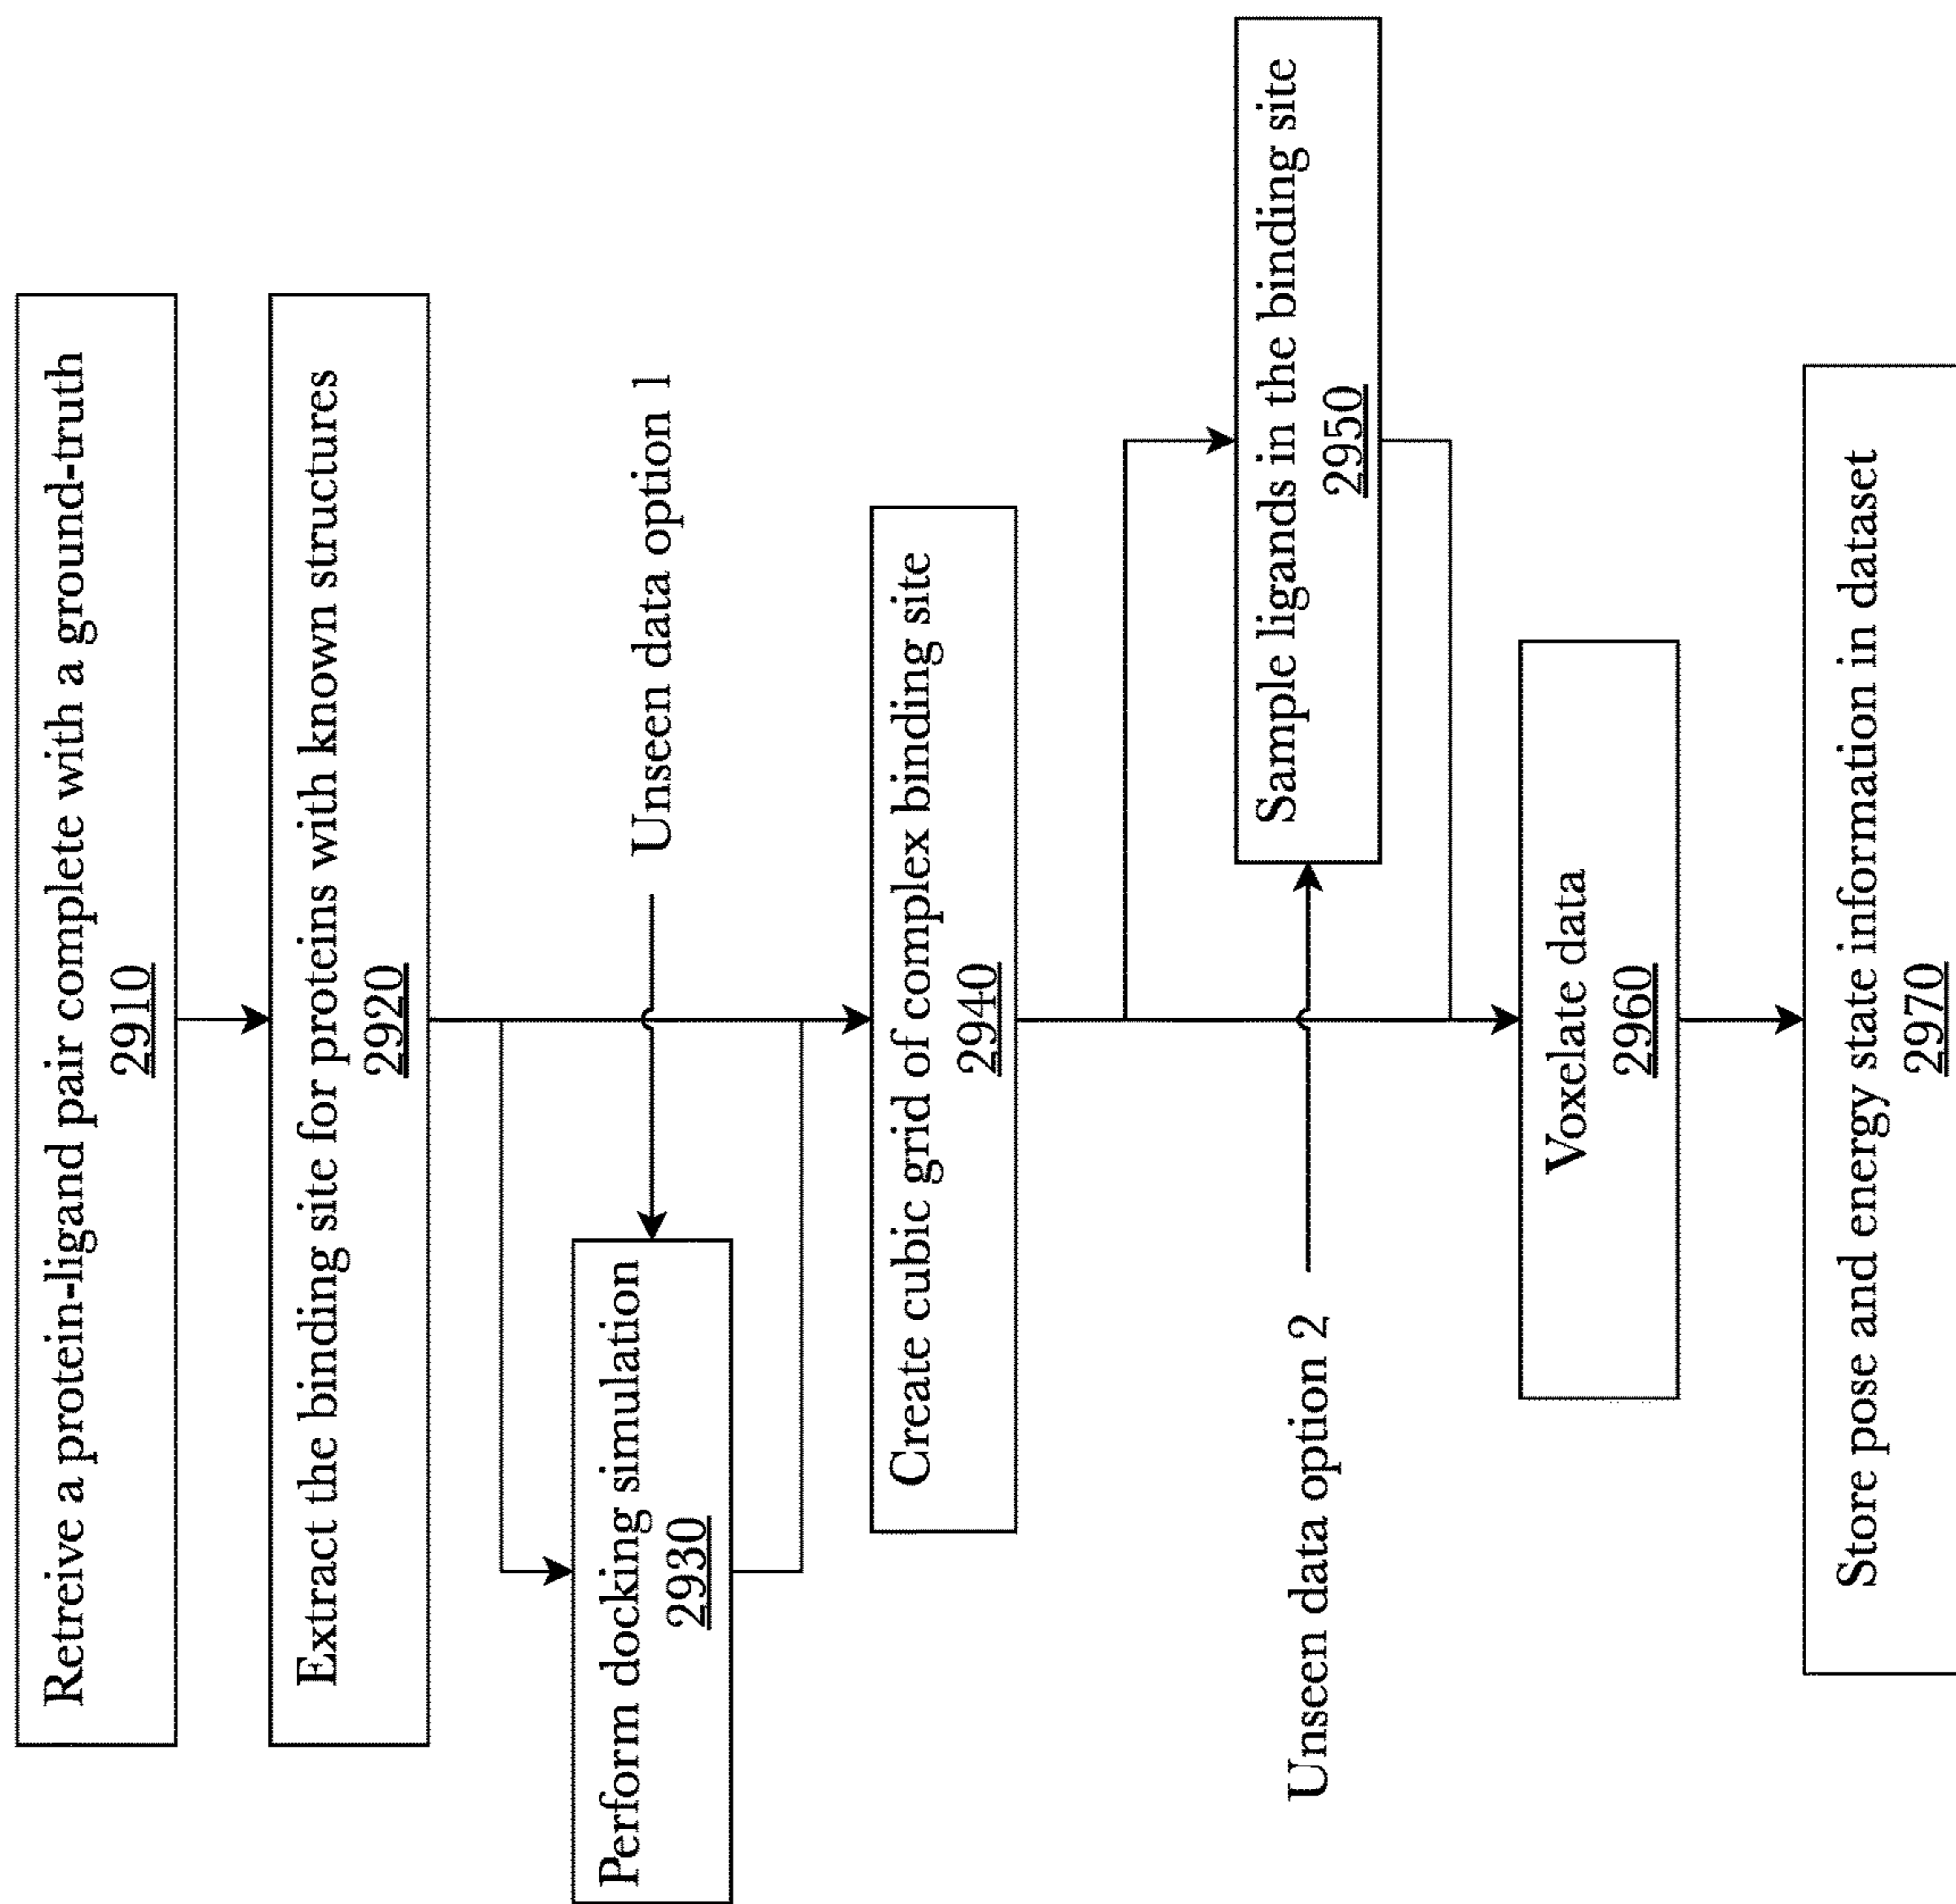 Retreive a protein-ligand pair complete with a ground-truth
2910
Extract the binding site for proteins with known structures
2920
Unseen data option 1
Perform docking simulation
2930
Create cubic grid of complex binding site
2940
Unseen data option 2
Sample ligands in the binding site
2950
Voxelate data
2960
Store pose and energy state information in dataset
2970